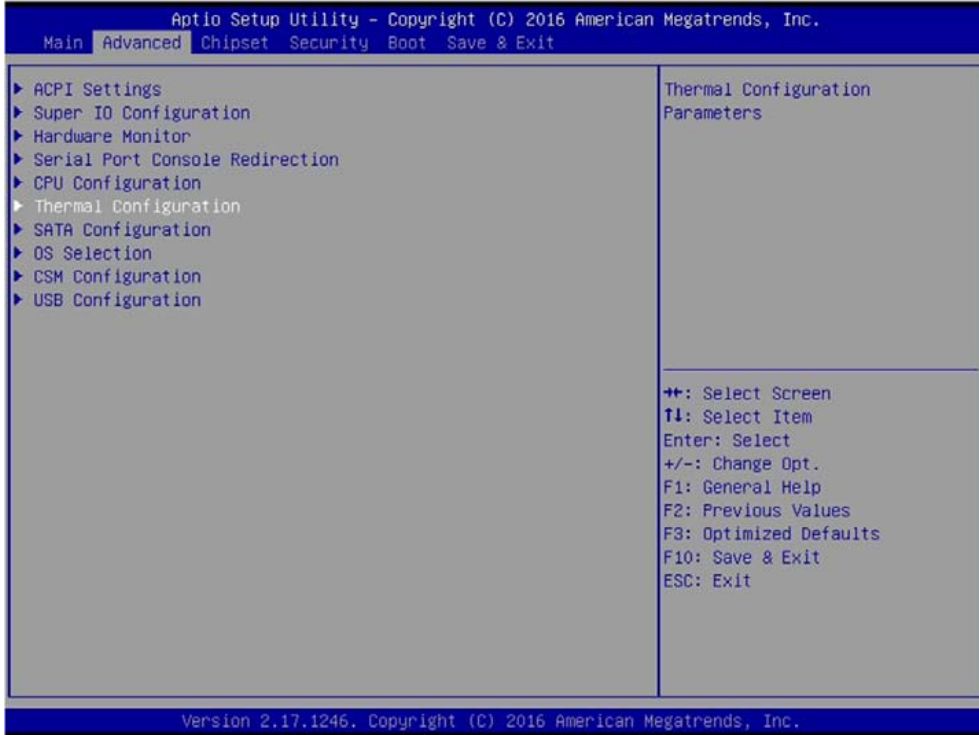 Aptio Setup Utility – Copyright (C) 2016 American Megatrends, Inc.
Main Advanced Chipset Security Boot Save & Exit
▶ ACPI Settings
▶ Super IO Configuration
▶ Hardware Monitor
▶ Serial Port Console Redirection
▶ CPU Configuration
▶ Thermal Configuration
▶ SATA Configuration
▶ OS Selection
▶ CSM Configuration
▶ USB Configuration
Thermal Configuration
Parameters
→←: Select Screen
↑↓: Select Item
Enter: Select
+/-: Change Opt.
F1: General Help
F2: Previous Values
F3: Optimized Defaults
F10: Save & Exit
ESC: Exit
Version 2.17.1246. Copyright (C) 2016 American Megatrends, Inc.